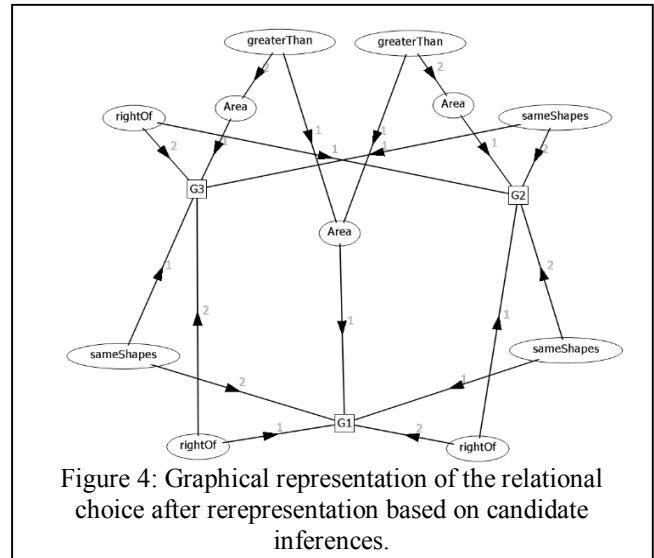 greaterThan greaterThan
2 2
Area Area
rightOf sameShapes
1 1
2 1 1 1 1 2
G3 G2
Area
1
2 1
1 2
sameShapes sameShapes
2 1
G1
1 2
rightOf rightOf
Figure 4: Graphical representation of the relational
choice after rerepresentation based on candidate
inferences.